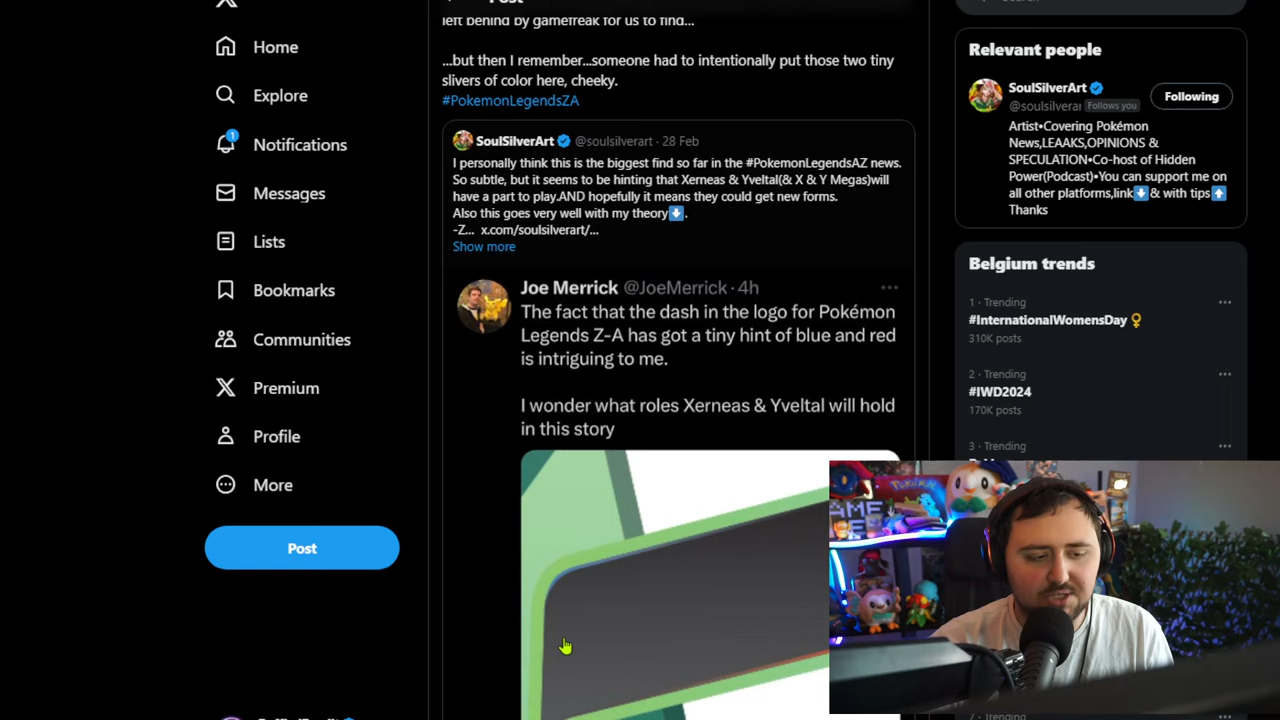 Home
Explore
1
Notifications
Messages
Lists
Bookmarks
Communities
Premium
Profile
More
Post
Post
left behind by gamefreak for us to find...
...but then I remember...someone had to intentionally put those two tiny
slivers of color here, cheeky.
#PokemonLegendsZA
SoulSilverArt @soulsilverart · 28 Feb
I personally think this is the biggest find so far in the #PokemonLegendsAZ news.
So subtle, but it seems to be hinting that Xerneas & Yveltal(& X & Y Megas)will
have a part to play.AND hopefully it means they could get new forms.
Also this goes very well with my theory⬇.
-Z... x.com/soulsilverart/...
Show more
Joe Merrick @JoeMerrick · 4h
The fact that the dash in the logo for Pokémon
Legends Z-A has got a tiny hint of blue and red
is intriguing to me.
I wonder what roles Xerneas & Yveltal will hold
in this story
Relevant people
SoulSilverArt
@soulsilverar Follows you
Following
Artist•Covering Pokémon
News,LEAAKS,OPINIONS &
SPECULATION•Co-host of Hidden
Power(Podcast)•You can support me on
all other platforms,link⬇& with tips⬆
Thanks
Belgium trends
1 · Trending
#InternationalWomensDay
310K posts
2 · Trending
#IWD2024
170K posts
3 · Trending